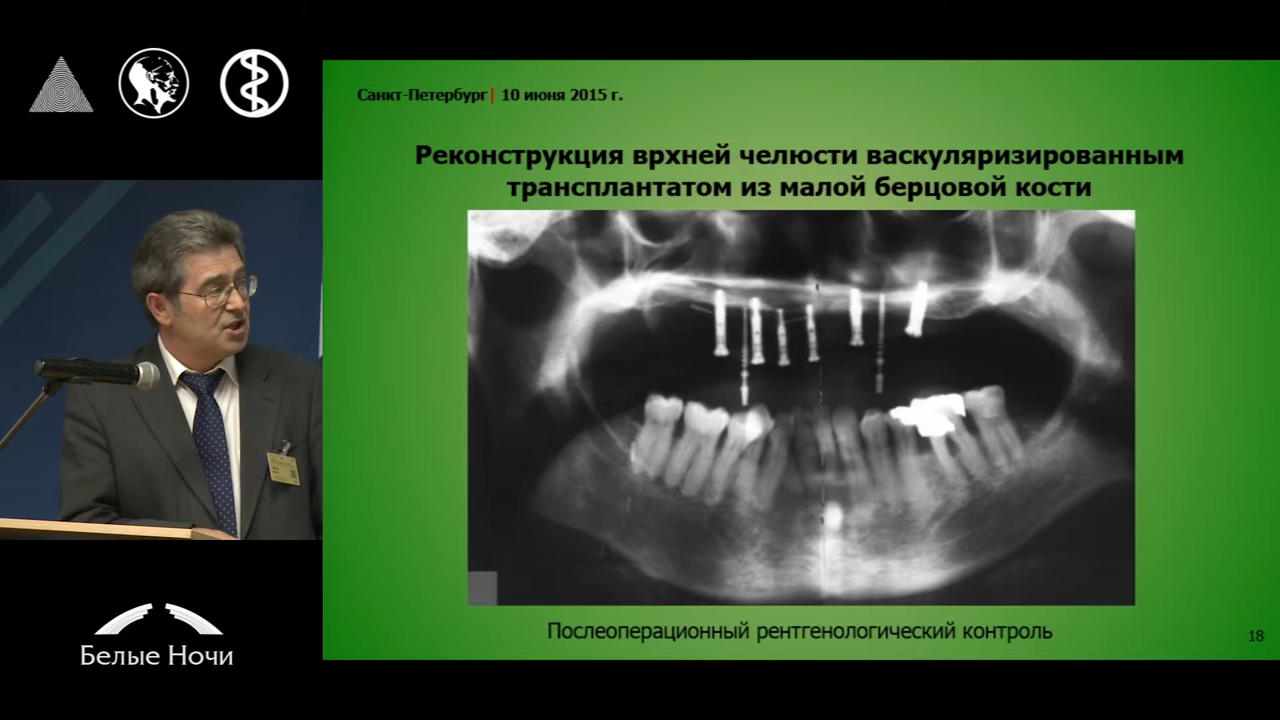 Санкт-Петербург| 10 июня 2015 г.
Реконструкция врхней челюсти васкуляризированным
трансплантатом из малой берцовой кости
Послеоперационный рентгенологический контроль
18
Белые Ночи